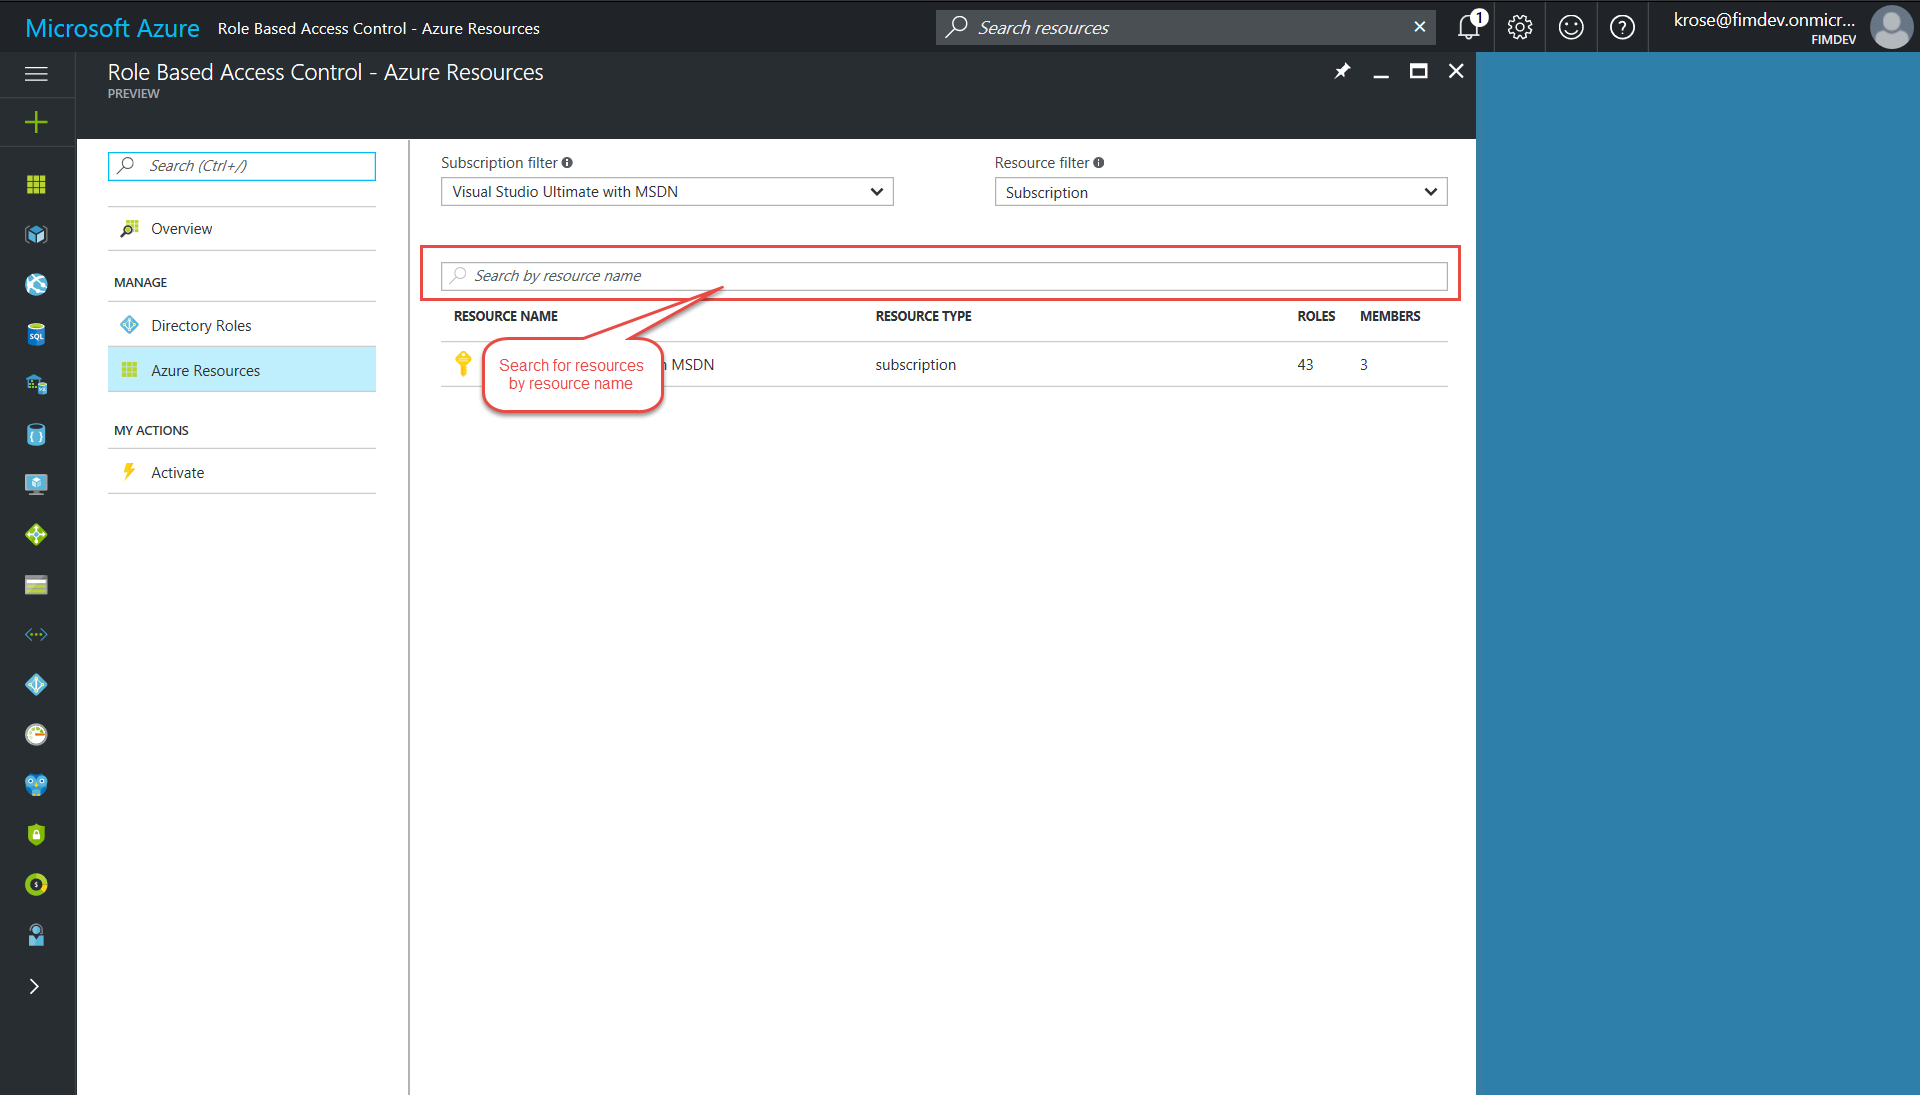 Microsoft Azure Role Based Access Control - Azure Resources
Search resources
1
krose@fimdev.onmicr...
FIMDEV
Role Based Access Control - Azure Resources
PREVIEW
Search (Ctrl+/)
Overview
MANAGE
Directory Roles
Azure Resources
MY ACTIONS
Activate
Subscription filter
Visual Studio Ultimate with MSDN
Resource filter
Subscription
Search by resource name
RESOURCE NAME RESOURCE TYPE ROLES MEMBERS
MSDN subscription 43 3
Search for resources
by resource name
SQL